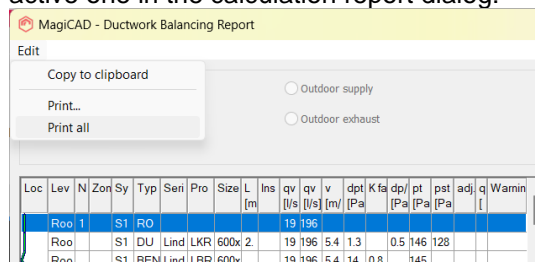 active one in the calculation report dialog.
MagiCAD - Ductwork Balancing Report
Edit
Copy to clipboard
Print...
Print all
Outdoor supply
Outdoor exhaust
Loc Lev N Zon Sy Typ Seri Pro Size L [m Ins qv [l/s qv [l/s] v [m/ dpt [Pa K fa dp/ [Pa pt [Pa pst [Pa adj. q [ Warnin
Roo 1 S1 RO 19 196
Roo S1 DU Lind LKR 600x 2. 19 196 5.4 1.3 0.5 146 128
Roo S1 BEN Lind LBR 600x 19 196 5.4 14 0.8 145